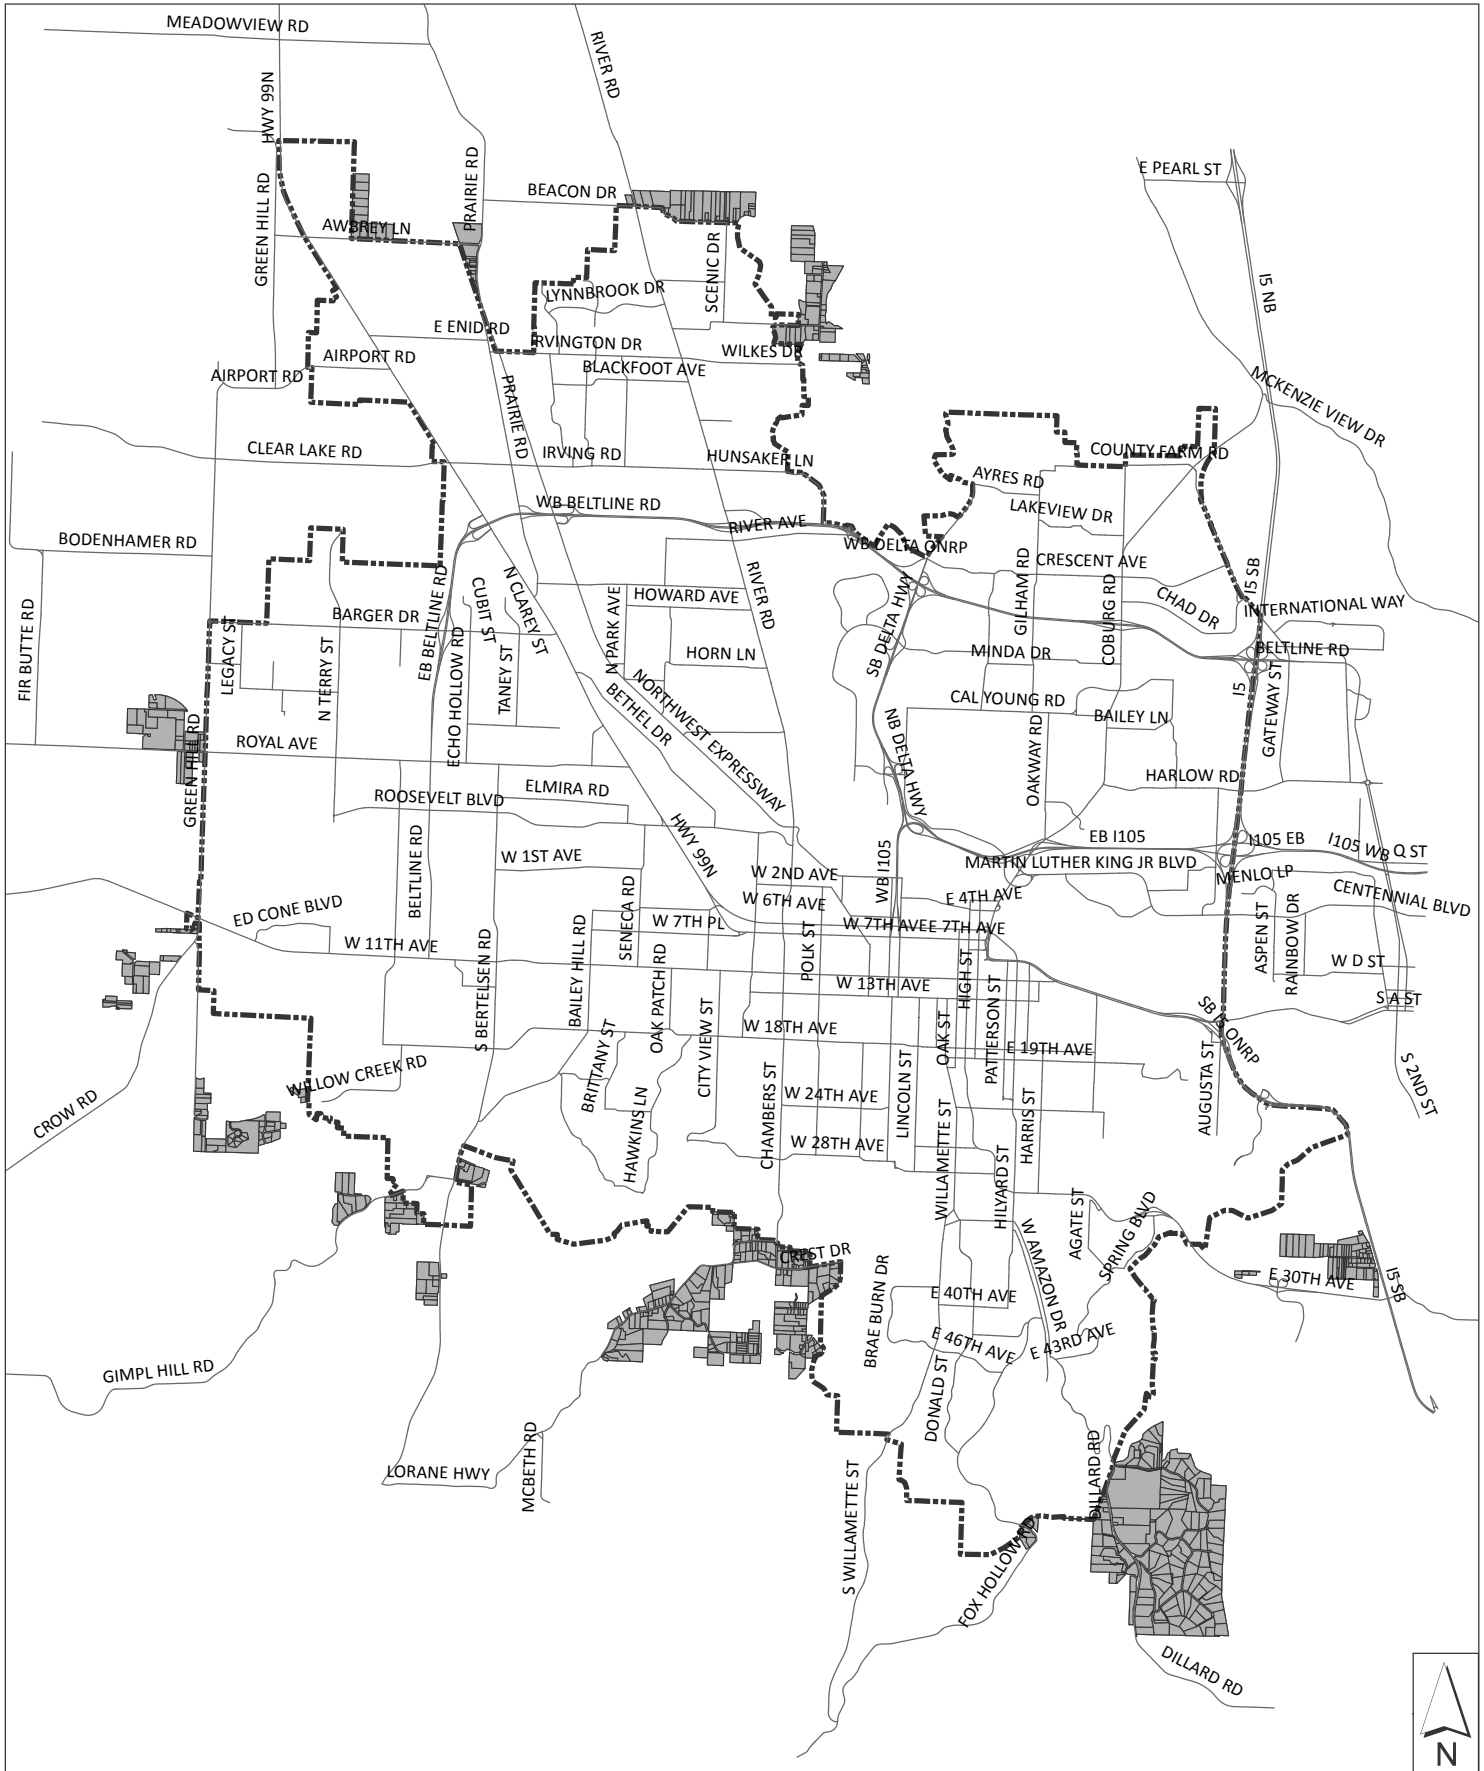 MEADOWVIEW RD
RIVER RD
HWY 99N
PRAIRIE RD
E PEARL ST
GREEN HILL RD
BEACON DR
AWBREY LN
SCENIC DR
I5 NB
LYNNBROOK DR
E ENID RD
IRVINGTON DR
WILKES DR
AIRPORT RD
AIRPORT RD
BLACKFOOT AVE
MCKENZIE VIEW DR
PRAIRIE RD
CLEAR LAKE RD
IRVING RD
HUNSAKER LN
COUNTY FARM RD
AYRES RD
WB BELTLINE RD
LAKEVIEW DR
RIVER AVE
BODENHAMER RD
WB DELTA ONRP
CRESCENT AVE
I5 SB
FIR BUTTE RD
LEGACY ST
BARGER DR
N TERRY ST
EB BELTLINE RD
ECHO HOLLOW RD
CUBIT ST
TANEY ST
N CLAREY ST
N PARK AVE
HOWARD AVE
RIVER RD
SB DELTA HWY
GILHAM RD
COBURG RD
CHAD DR
INTERNATIONAL WAY
HORN LN
MINDA DR
BELTLINE RD
I5
GATEWAY ST
BETHEL DR
NORTHWEST EXPRESSWAY
CAL YOUNG RD
BAILEY LN
NB DELTA HWY
OAKWAY RD
GREEN HILL RD
ROYAL AVE
HARLOW RD
ELMIRA RD
ROOSEVELT BLVD
HWY 99N
EB I105
I105 EB
I105 WB
Q ST
BELTLINE RD
W 1ST AVE
WB I105
MARTIN LUTHER KING JR BLVD
MENLO LP
W 2ND AVE
E 4TH AVE
CENTENNIAL BLVD
W 6TH AVE
ED CONE BLVD
W 7TH PL
W 7TH AVE
E 7TH AVE
SENECA RD
BAILEY HILL RD
S BERTELSEN RD
W 11TH AVE
OAK PATCH RD
POLK ST
HIGH ST
ASPEN ST
RAINBOW DR
W D ST
W 13TH AVE
PATTERSON ST
S A ST
CITY VIEW ST
W 18TH AVE
OAK ST
E 19TH AVE
SB I5 ONRP
AUGUSTA ST
S 2ND ST
CROW RD
WILLOW CREEK RD
BRITTANY ST
HAWKINS LN
CHAMBERS ST
W 24TH AVE
LINCOLN ST
HARRIS ST
W 28TH AVE
WILLAMETTE ST
HILYARD ST
AGATE ST
SPRING BLVD
CREST DR
BRAE BURN DR
W AMAZON DR
E 40TH AVE
E 30TH AVE
I5 SB
E 46TH AVE
E 43RD AVE
GIMPL HILL RD
DONALD ST
MCBETH RD
LORANE HWY
DILLARD RD
S WILLAMETTE ST
FOX HOLLOW RD
DILLARD RD
N